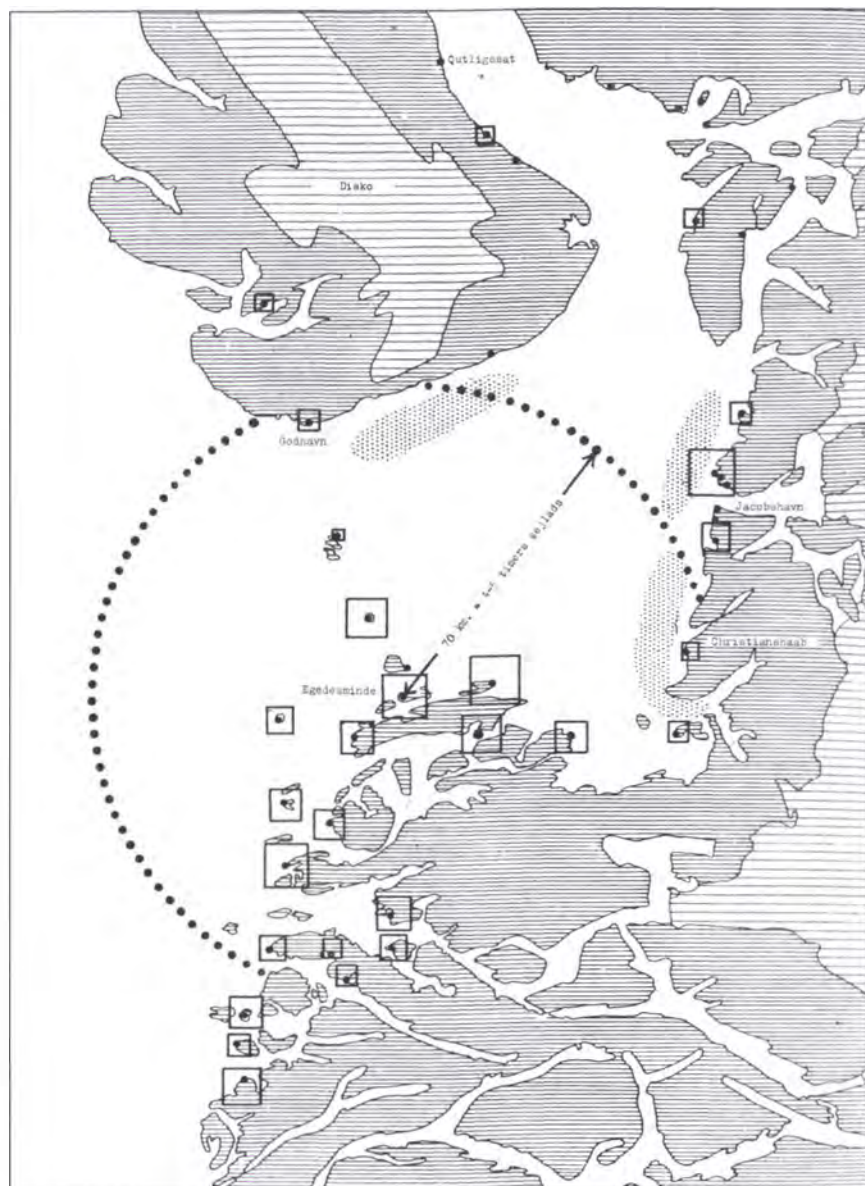 Qutligssat
Disko
Godhavn
Jacobshavn
70 km. = 4-5 timers sejlads
Christianshaab
Egedesminde